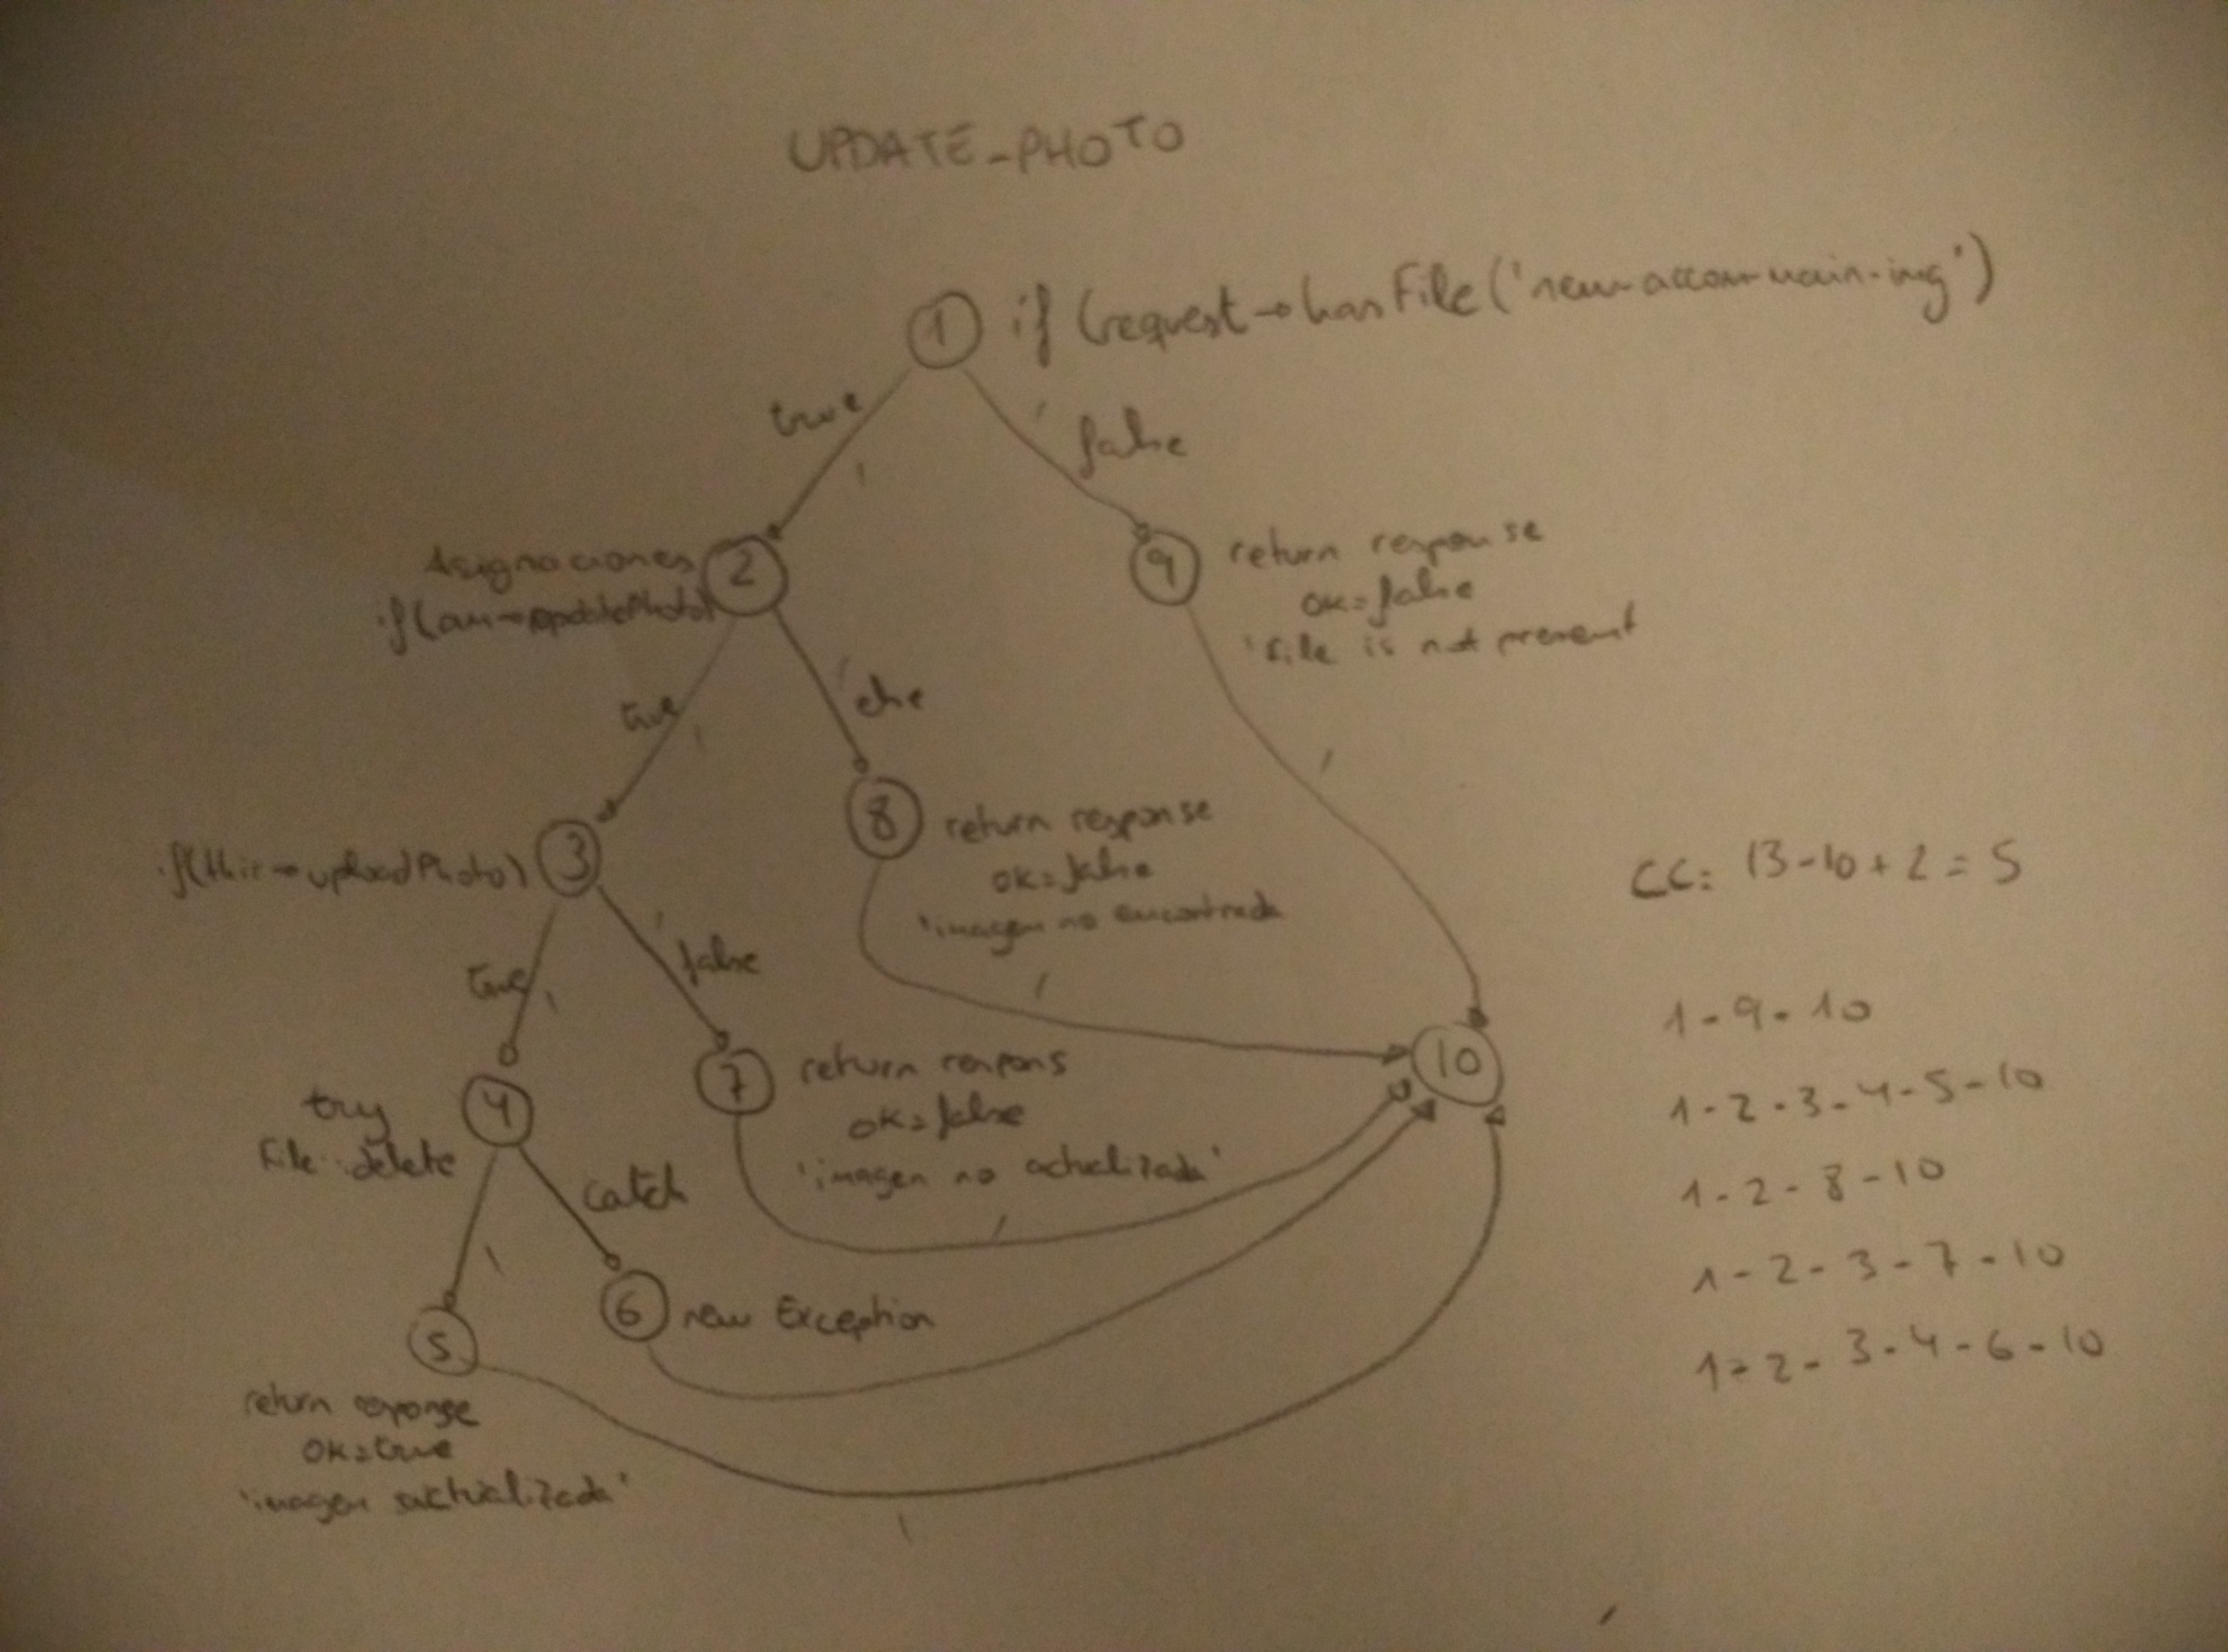 UPDATE_PHOTO
1 if (request→hasFile('new-accom-main-img')
true
false
Asignaciones 2
if(am→updatePhoto)
9 return response
ok=false
'File is not present
true
else
if(this→uploadPhoto) 3
8 return response
ok=false
'imagen no encontrada
CC: 13-10+2=5
true
false
10
1-9-10
try 4
File::delete
7 return respons
ok=false
'imagen no actualizada'
1-2-3-4-5-10
catch
1-2-8-10
5
6 new Exception
1-2-3-7-10
return response
ok=true
'imagen actualizada'
1-2-3-4-6-10